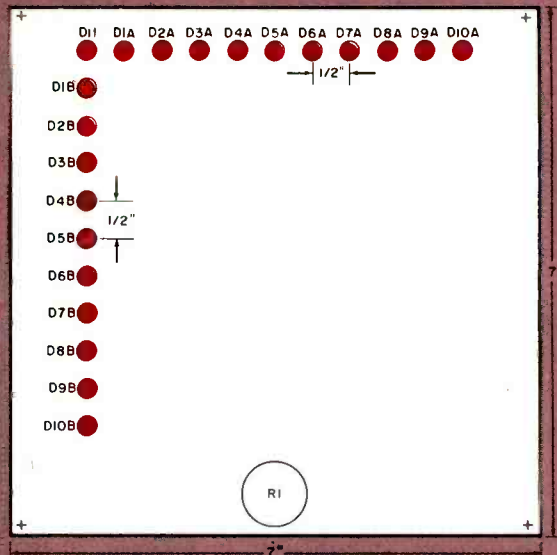 D11 D1A D2A D3A D4A D5A D6A D7A D8A D9A D10A
1/2"
D1B
D2B
D3B
D4B
1/2"
D5B
D6B
7
D7B
D8B
D9B
D10B
R1
7"